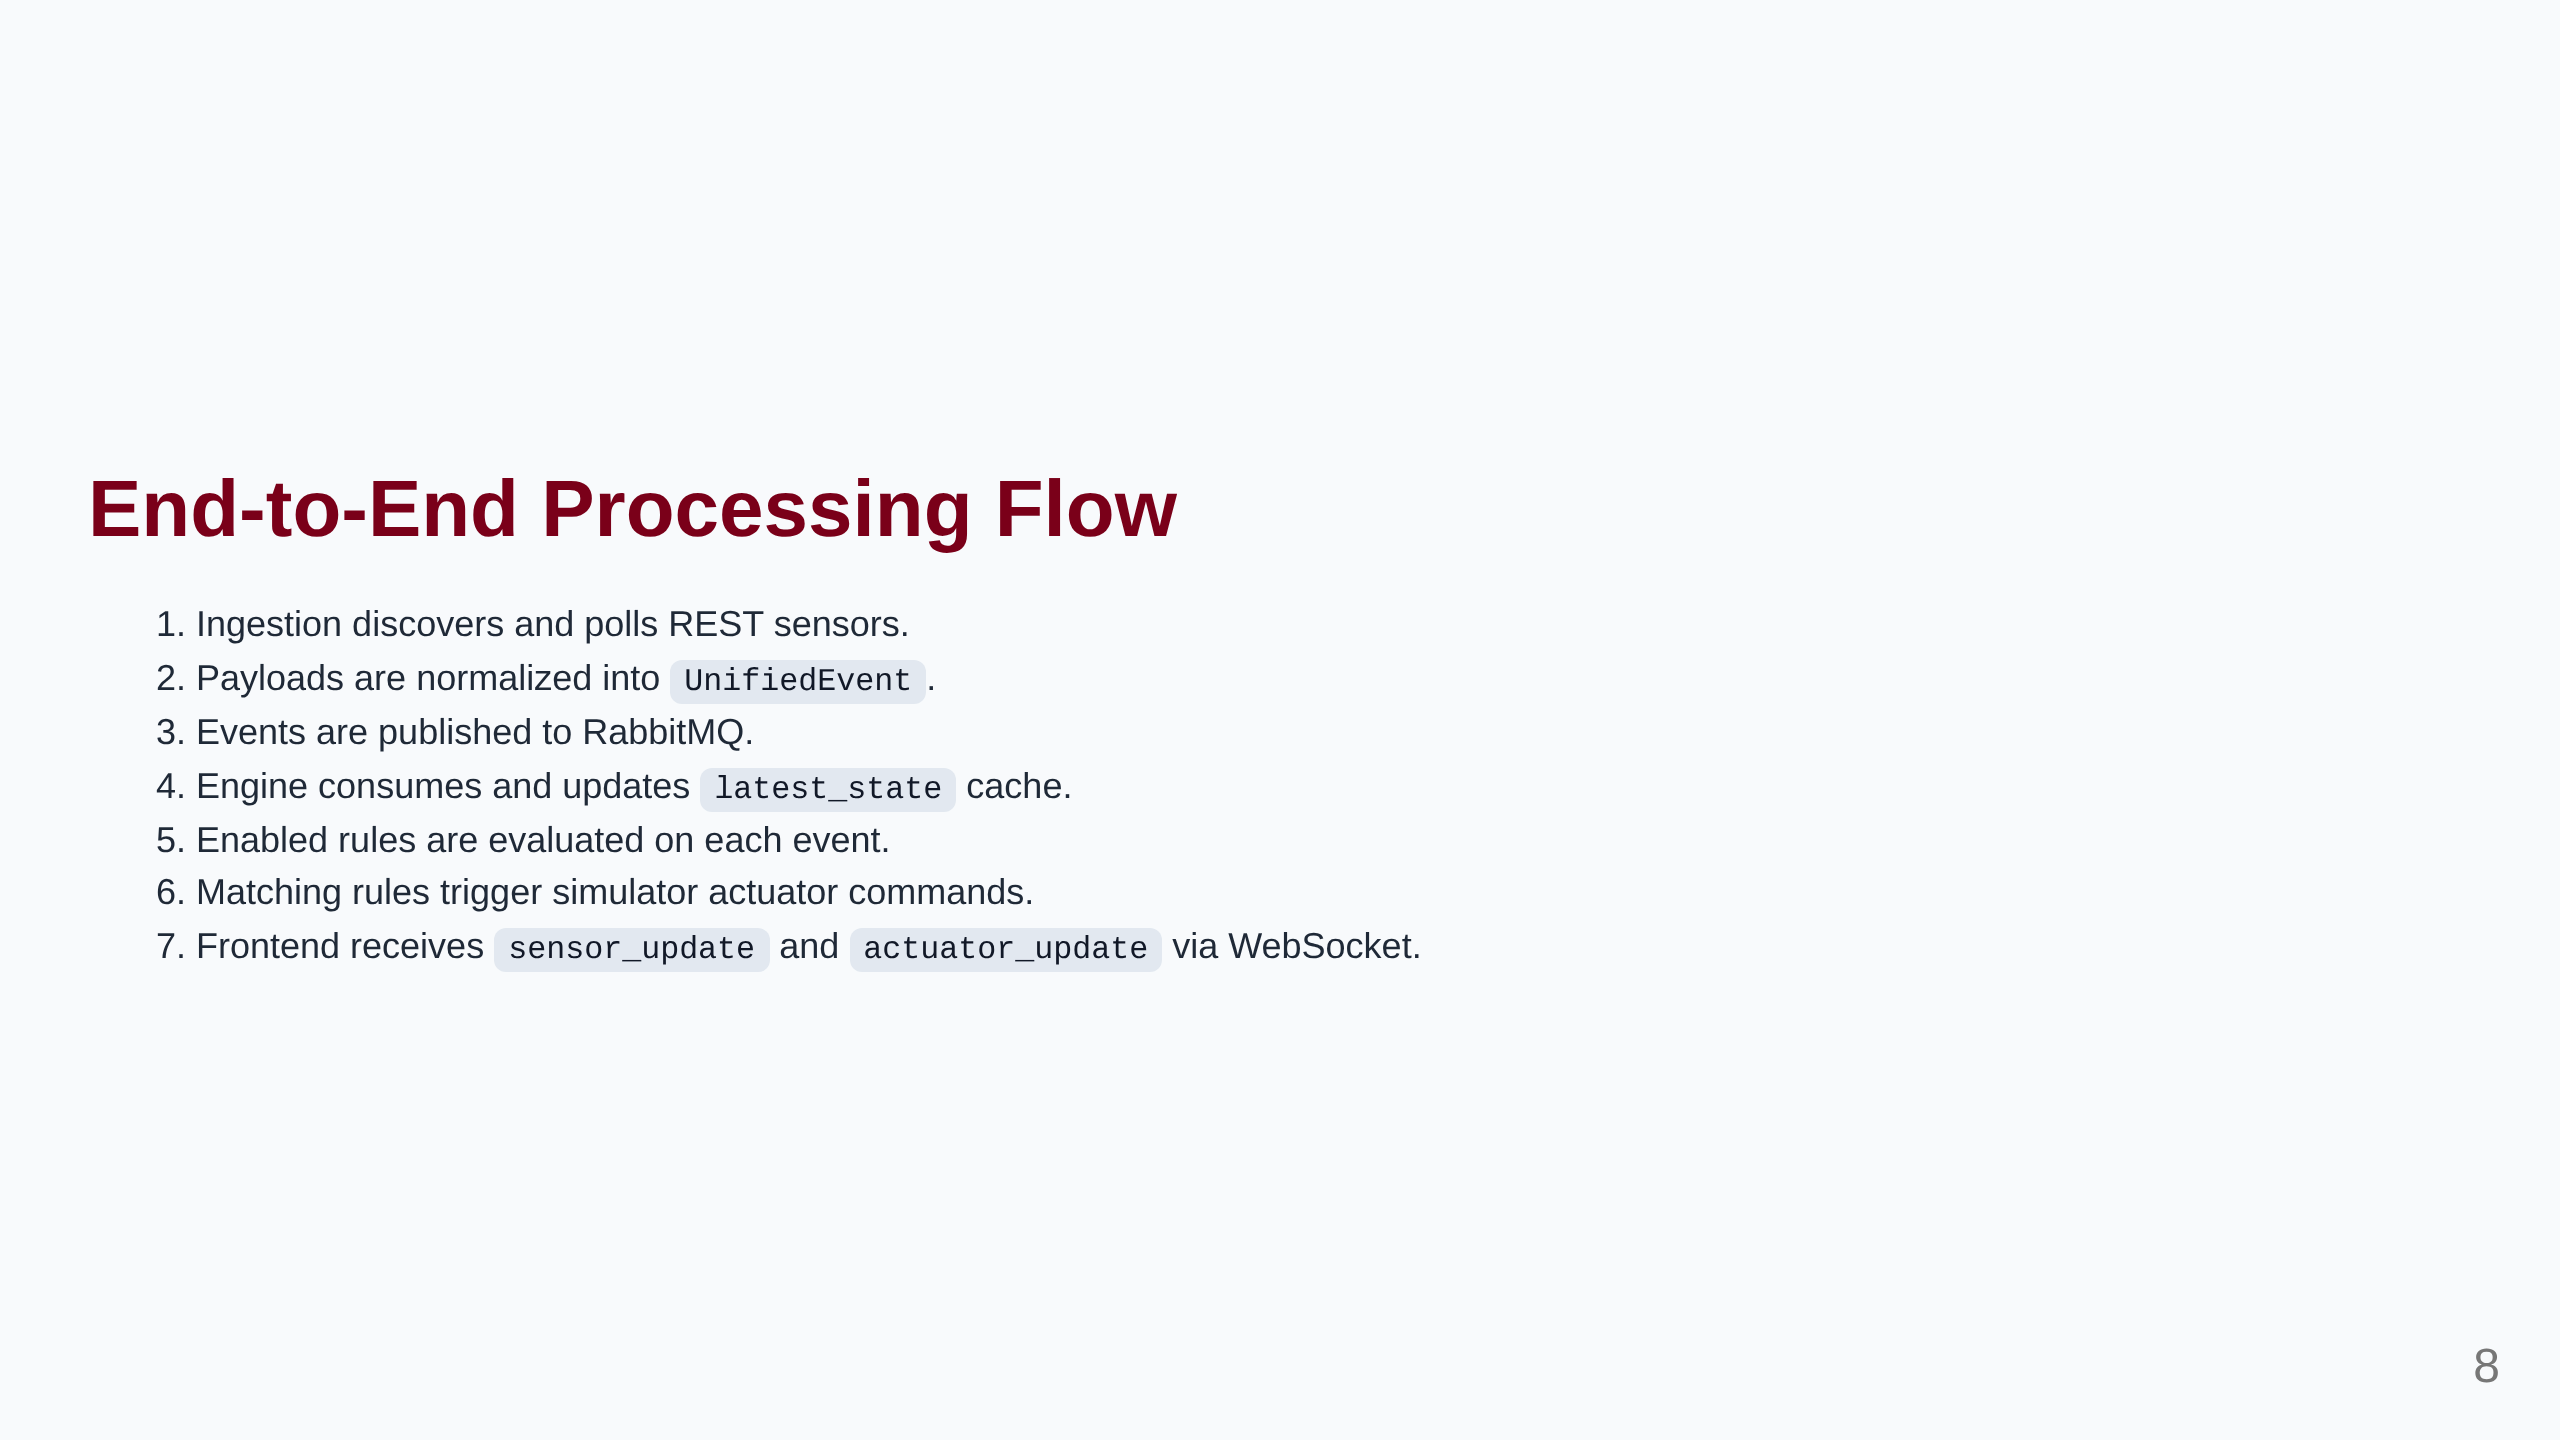 End-to-End Processing Flow
1. Ingestion discovers and polls REST sensors.
2. Payloads are normalized into UnifiedEvent.
3. Events are published to RabbitMQ.
4. Engine consumes and updates latest_state cache.
5. Enabled rules are evaluated on each event.
6. Matching rules trigger simulator actuator commands.
7. Frontend receives sensor_update and actuator_update via WebSocket.
8